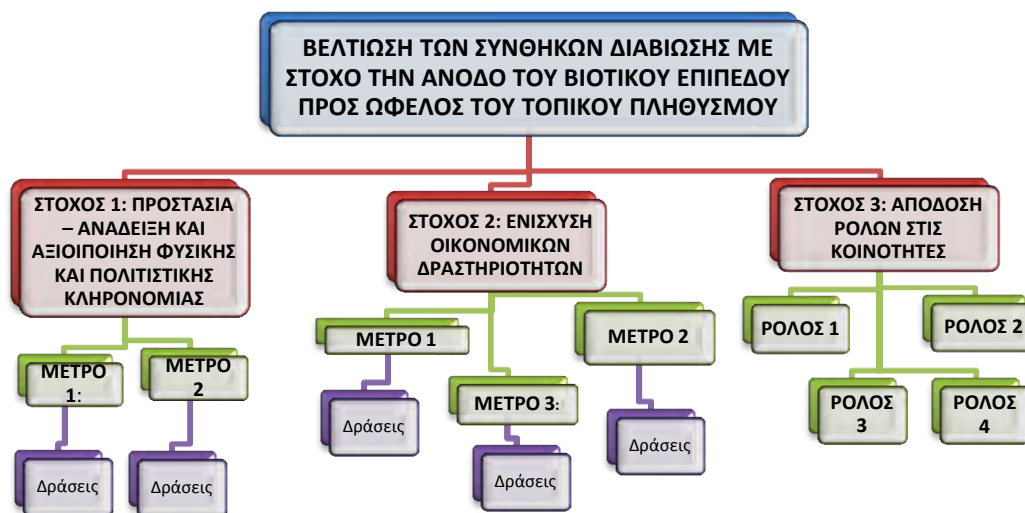 ΒΕΛΤΙΩΣΗ ΤΩΝ ΣΥΝΘΗΚΩΝ ΔΙΑΒΙΩΣΗΣ ΜΕ
ΣΤΟΧΟ ΤΗΝ ΑΝΟΔΟ ΤΟΥ ΒΙΟΤΙΚΟΥ ΕΠΙΠΕΔΟΥ
ΠΡΟΣ ΩΦΕΛΟΣ ΤΟΥ ΤΟΠΙΚΟΥ ΠΛΗΘΥΣΜΟΥ
ΣΤΟΧΟΣ 1: ΠΡΟΣΤΑΣΙΑ
– ΑΝΑΔΕΙΞΗ ΚΑΙ
ΑΞΙΟΙΠΟΙΗΣΗ ΦΥΣΙΚΗΣ
ΚΑΙ ΠΟΛΙΤΙΣΤΙΚΗΣ
ΚΛΗΡΟΝΟΜΙΑΣ
ΜΕΤΡΟ
1:
Δράσεις
ΜΕΤΡΟ
2
Δράσεις
ΣΤΟΧΟΣ 2: ΕΝΙΣΧΥΣΗ
ΟΙΚΟΝΟΜΙΚΩΝ
ΔΡΑΣΤΗΡΙΟΤΗΤΩΝ
ΜΕΤΡΟ 1
Δράσεις
ΜΕΤΡΟ 3:
Δράσεις
ΜΕΤΡΟ 2
Δράσεις
ΣΤΟΧΟΣ 3: ΑΠΟΔΟΣΗ
ΡΟΛΩΝ ΣΤΙΣ
ΚΟΙΝΟΤΗΤΕΣ
ΡΟΛΟΣ 1
ΡΟΛΟΣ 2
ΡΟΛΟΣ
3
ΡΟΛΟΣ
4